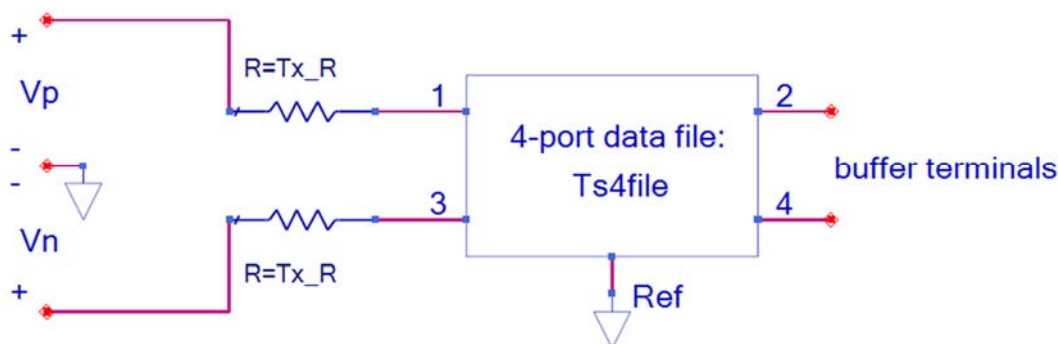 +
R=Tx_R
Vp
1
2
4-port data file:
-
Ts4file
buffer terminals
-
3
4
Vn
R=Tx_R
Ref
+